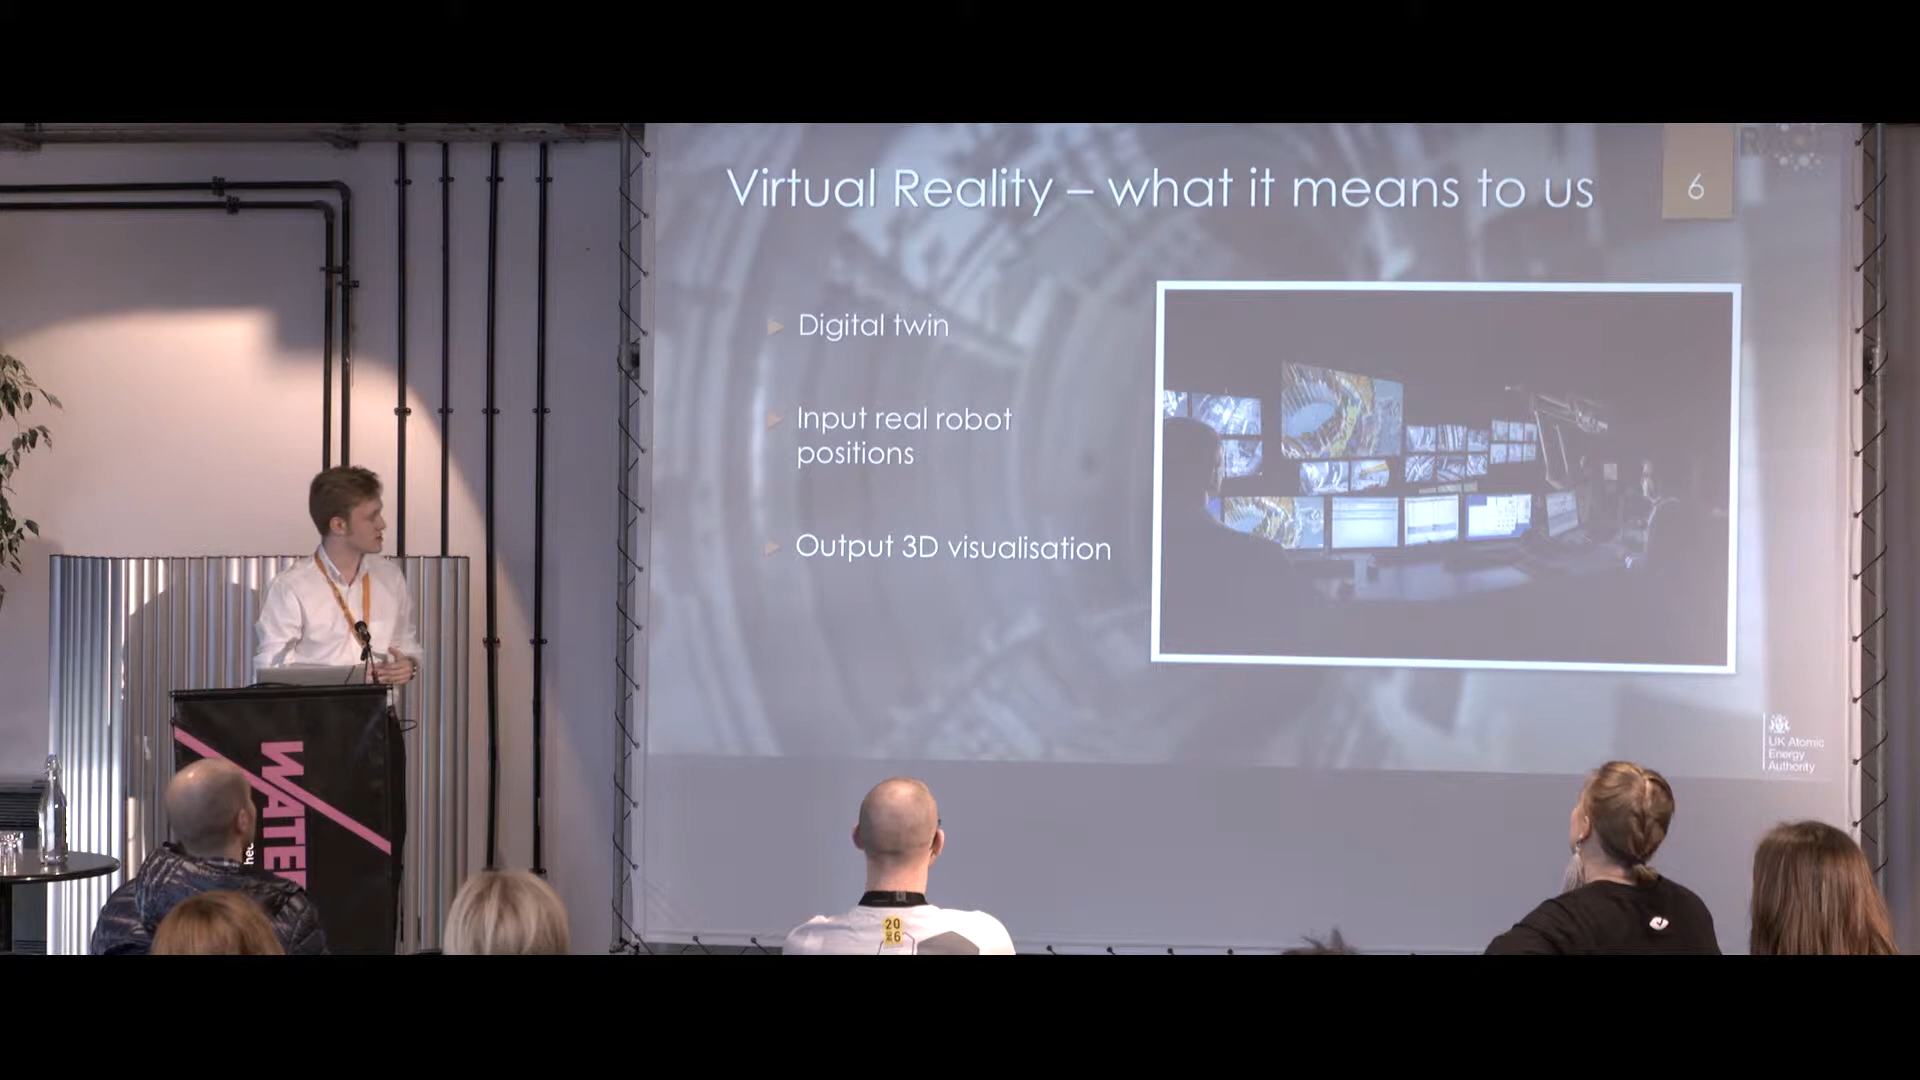 Virtual Reality – what it means to us
6
Digital twin
Input real robot
positions
Output 3D visualisation
UK Atomic
Energy
Authority
WATER
hec
20